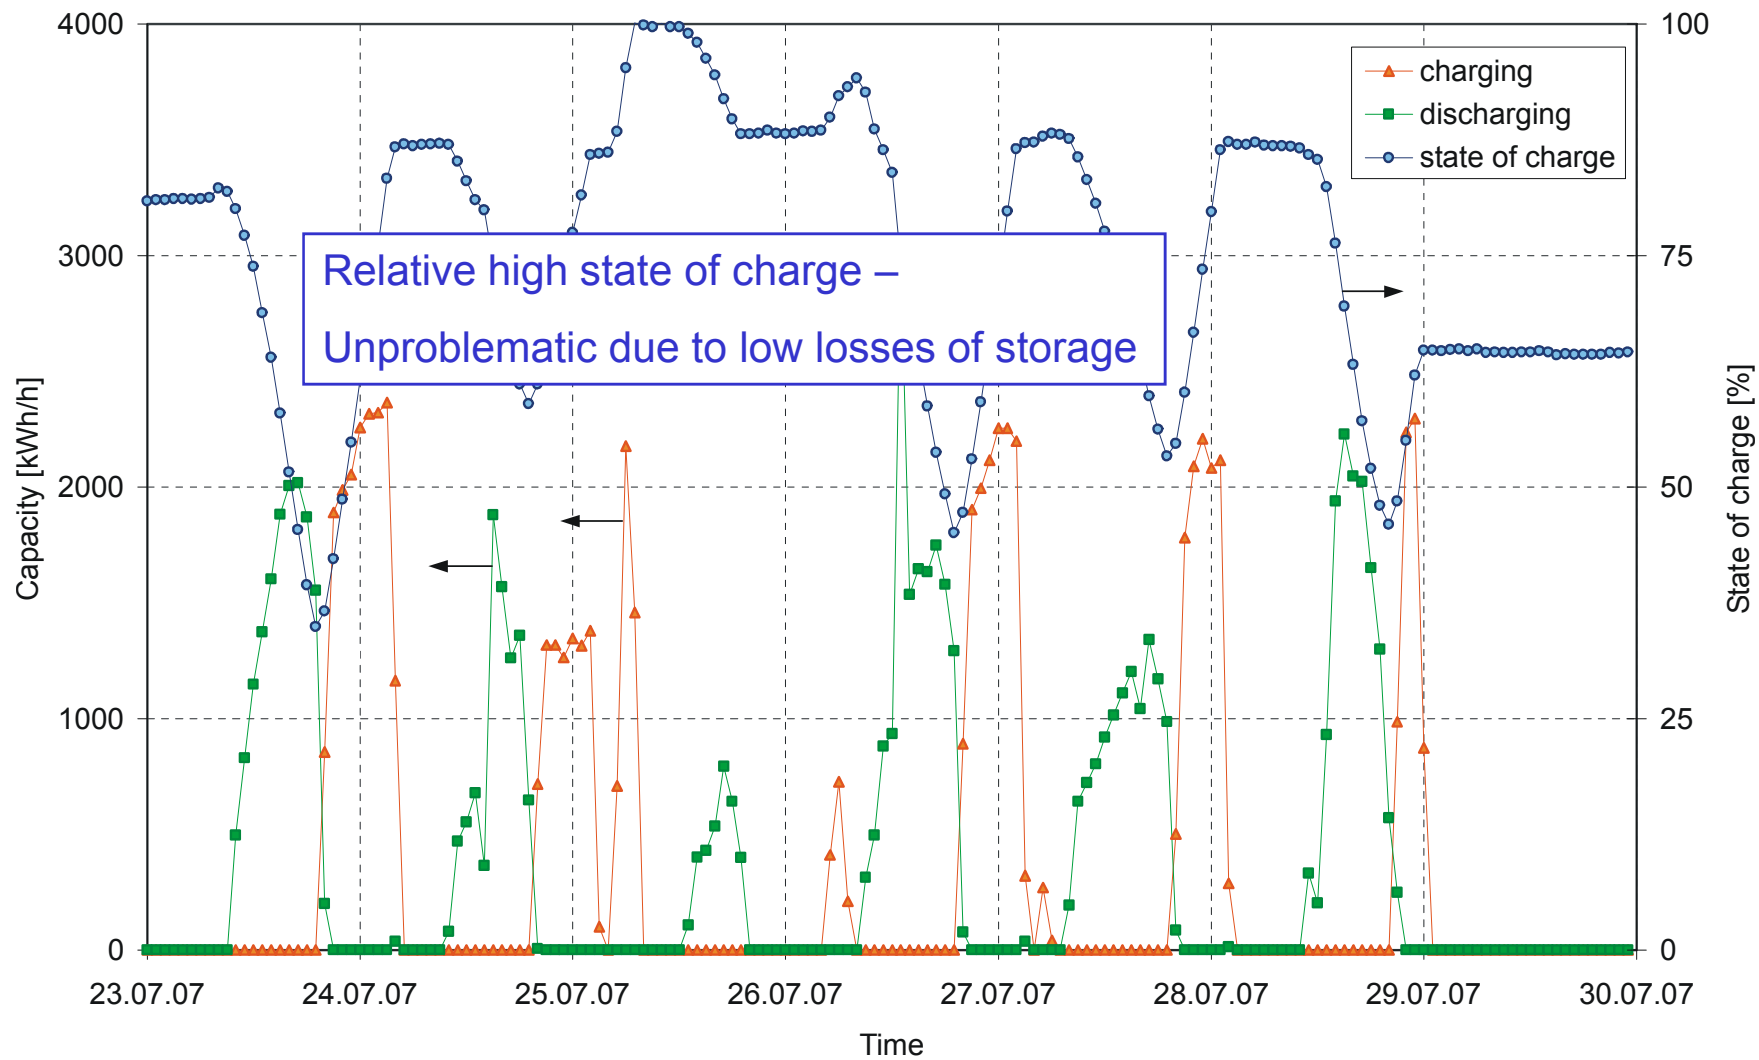 4000
3000
2000
1000
0
Capacity [kWh/h]
100
75
50
25
0
State of charge [%]
charging
discharging
state of charge
Relative high state of charge –
Unproblematic due to low losses of storage
23.07.07 24.07.07 25.07.07 26.07.07 27.07.07 28.07.07 29.07.07 30.07.07
Time